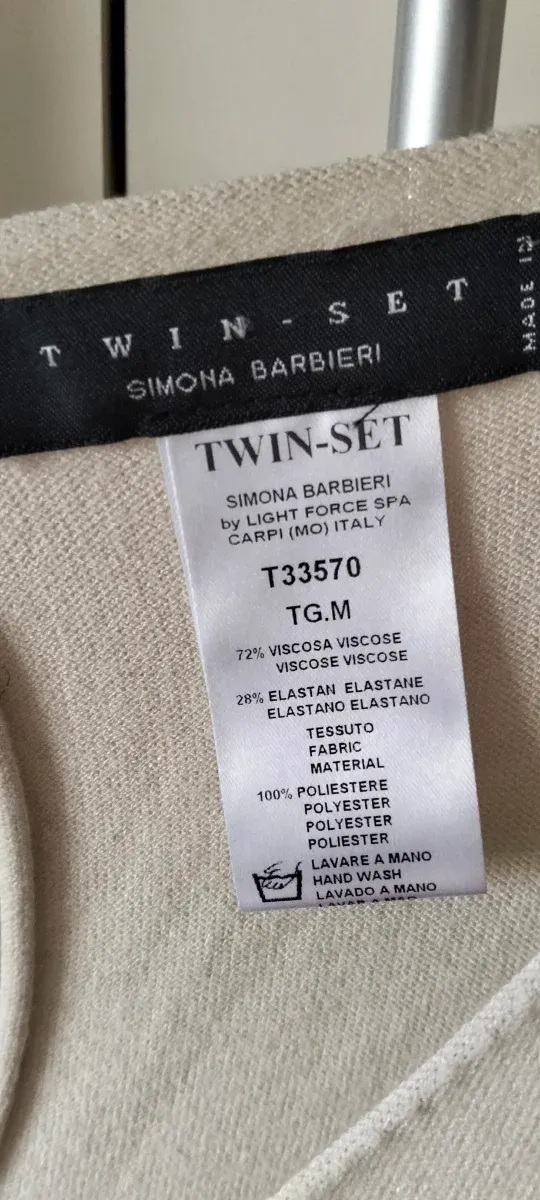 TWIN-SET
SIMONA BARBIERI
MADE IN
TWIN-SET
SIMONA BARBIERI
by LIGHT FORCE SPA
CARPI (MO) ITALY
T33570
TG.M
72% VISCOSA VISCOSE
VISCOSE VISCOSE
28% ELASTAN ELASTANE
ELASTANO ELASTANO
TESSUTO
FABRIC
MATERIAL
100% POLIESTERE
POLYESTER
POLYESTER
POLIESTER
LAVARE A MANO
HAND WASH
LAVADO A MANO